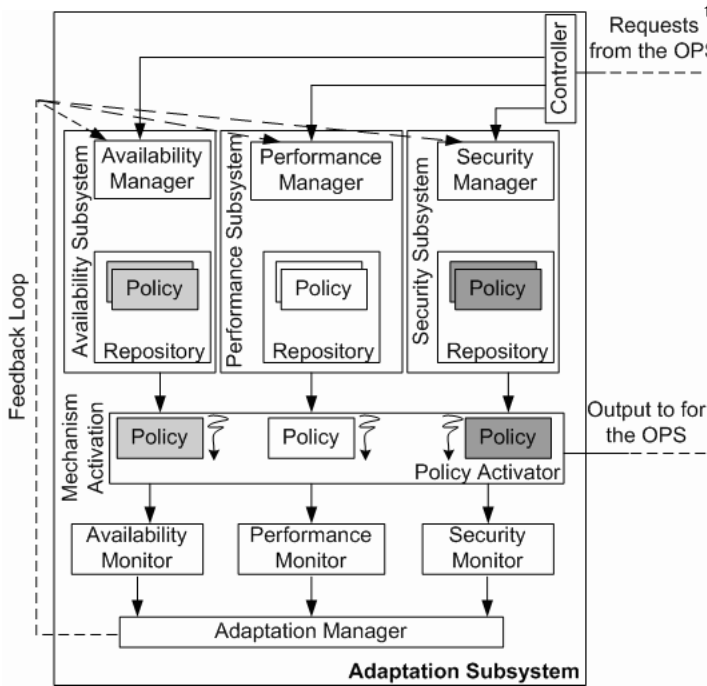 Requests
from the OPS
Controller
Availability Subsystem
Availability
Manager
Policy
Repository
Performance Subsystem
Performance
Manager
Policy
Repository
Security Subsystem
Security
Manager
Policy
Repository
Feedback Loop
Mechanism
Activation
Policy
Policy
Policy
Policy Activator
Output to for
the OPS
Availability
Monitor
Performance
Monitor
Security
Monitor
Adaptation Manager
Adaptation Subsystem